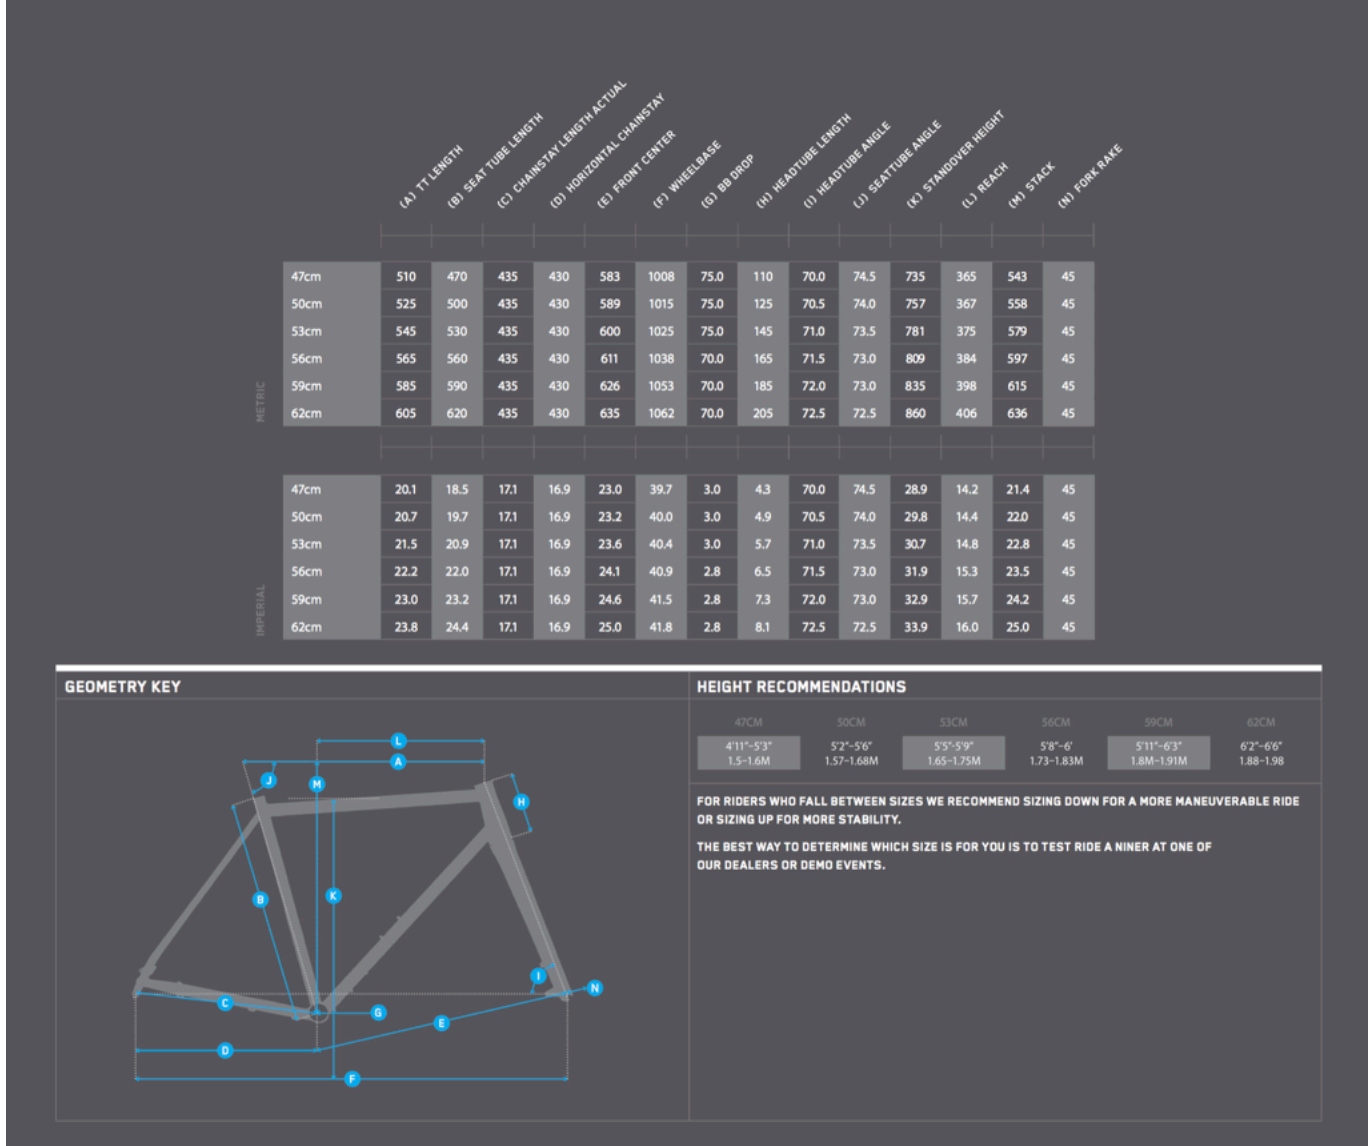 (A) TT LENGTH
(B) SEAT TUBE LENGTH
(C) CHAINSTAY LENGTH ACTUAL
(D) HORIZONTAL CHAINSTAY
(E) FRONT CENTER
(F) WHEELBASE
(G) BB DROP
(H) HEADTUBE LENGTH
(I) HEADTUBE ANGLE
(J) SEATTUBE ANGLE
(K) STANDOVER HEIGHT
(L) REACH
(M) STACK
(N) FORK RAKE
METRIC
47cm 510 470 435 430 583 1008 75.0 110 70.0 74.5 735 365 543 45
50cm 525 500 435 430 589 1015 75.0 125 70.5 74.0 757 367 558 45
53cm 545 530 435 430 600 1025 75.0 145 71.0 73.5 781 375 579 45
56cm 565 560 435 430 611 1038 70.0 165 71.5 73.0 809 384 597 45
59cm 585 590 435 430 626 1053 70.0 185 72.0 73.0 835 398 615 45
62cm 605 620 435 430 635 1062 70.0 205 72.5 72.5 860 406 636 45
IMPERIAL
47cm 20.1 18.5 17.1 16.9 23.0 39.7 3.0 4.3 70.0 74.5 28.9 14.2 21.4 45
50cm 20.7 19.7 17.1 16.9 23.2 40.0 3.0 4.9 70.5 74.0 29.8 14.4 22.0 45
53cm 21.5 20.9 17.1 16.9 23.6 40.4 3.0 5.7 71.0 73.5 30.7 14.8 22.8 45
56cm 22.2 22.0 17.1 16.9 24.1 40.9 2.8 6.5 71.5 73.0 31.9 15.3 23.5 45
59cm 23.0 23.2 17.1 16.9 24.6 41.5 2.8 7.3 72.0 73.0 32.9 15.7 24.2 45
62cm 23.8 24.4 17.1 16.9 25.0 41.8 2.8 8.1 72.5 72.5 33.9 16.0 25.0 45
GEOMETRY KEY
L
A
J
M
H
B
K
I
N
C
G
E
D
F
HEIGHT RECOMMENDATIONS
47CM 50CM 53CM 56CM 59CM 62CM
4'11"-5'3" 5'2"-5'6" 5'5"-5'9" 5'8"-6' 5'11"-6'3" 6'2"-6'6"
1.5-1.6M 1.57-1.68M 1.65-1.75M 1.73-1.83M 1.8M-1.91M 1.88-1.98
FOR RIDERS WHO FALL BETWEEN SIZES WE RECOMMEND SIZING DOWN FOR A MORE MANEUVERABLE RIDE
OR SIZING UP FOR MORE STABILITY.
THE BEST WAY TO DETERMINE WHICH SIZE IS FOR YOU IS TO TEST RIDE A NINER AT ONE OF
OUR DEALERS OR DEMO EVENTS.